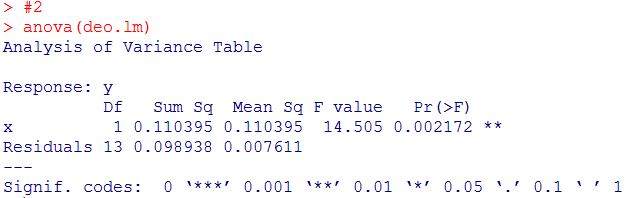 > #2
> anova(deo.lm)
Analysis of Variance Table

Response: y
          Df   Sum Sq  Mean Sq F value   Pr(>F)
x          1 0.110395 0.110395  14.505 0.002172 **
Residuals 13 0.098938 0.007611
---
Signif. codes:  0 ‘***’ 0.001 ‘**’ 0.01 ‘*’ 0.05 ‘.’ 0.1 ‘ ’ 1